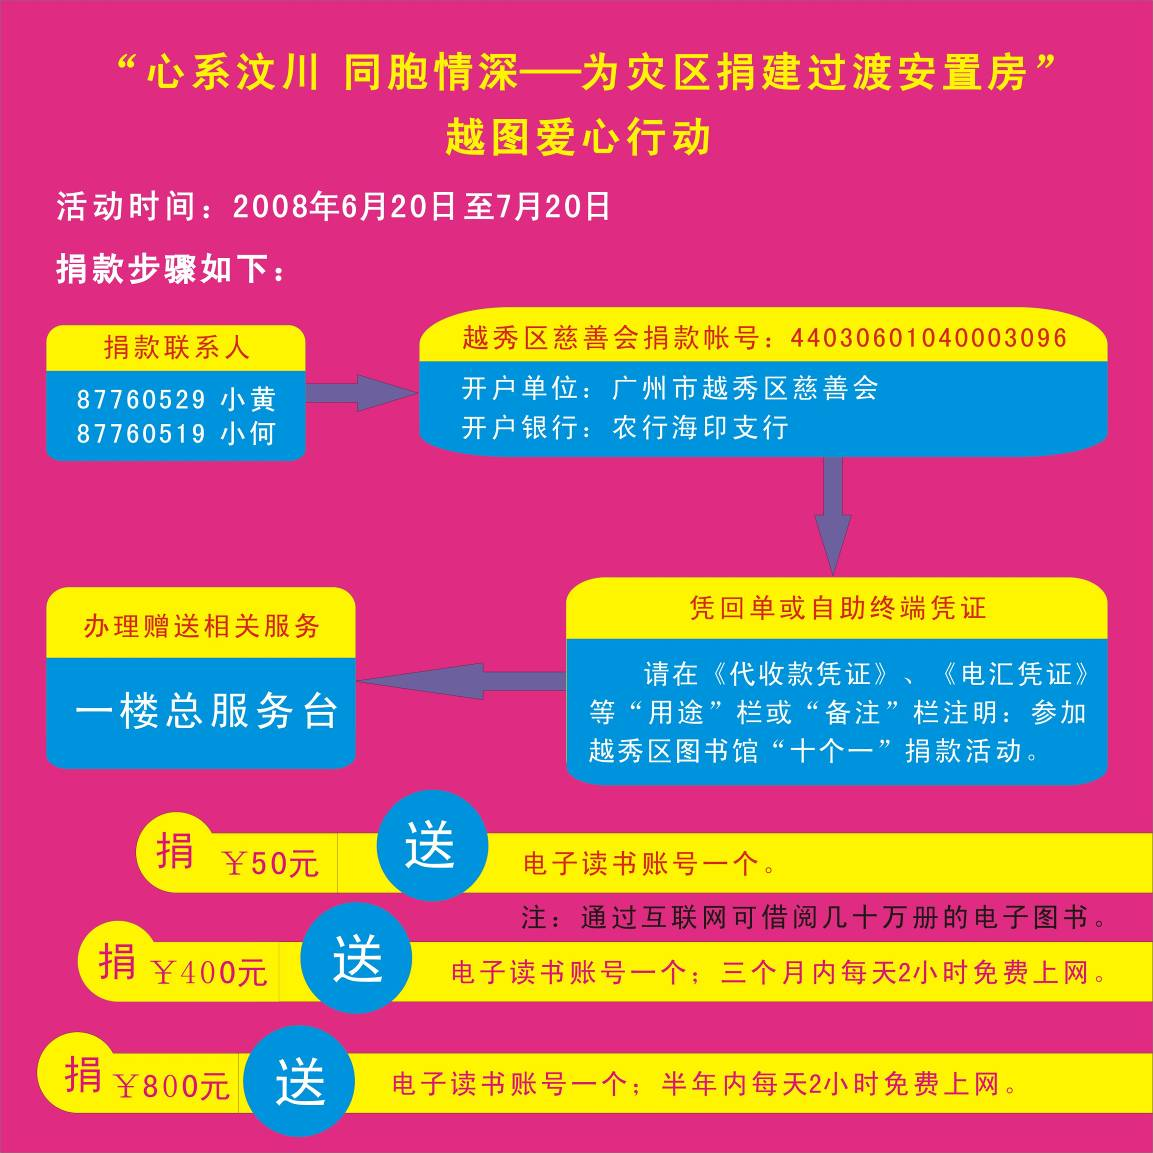 “心系汶川 同胞情深——为灾区捐建过渡安置房”
越图爱心行动
活动时间：2008年6月20日至7月20日
捐款步骤如下：
捐款联系人
87760529 小黄
87760519 小何
越秀区慈善会捐款帐号：44030601040003096
开户单位：广州市越秀区慈善会
开户银行：农行海印支行
凭回单或自助终端凭证
请在《代收款凭证》、《电汇凭证》
等“用途”栏或“备注”栏注明：参加
越秀区图书馆“十个一”捐款活动。
办理赠送相关服务
一楼总服务台
捐 ￥50元 送 电子读书账号一个。
注：通过互联网可借阅几十万册的电子图书。
捐 ￥400元 送 电子读书账号一个；三个月内每天2小时免费上网。
捐 ￥800元 送 电子读书账号一个；半年内每天2小时免费上网。